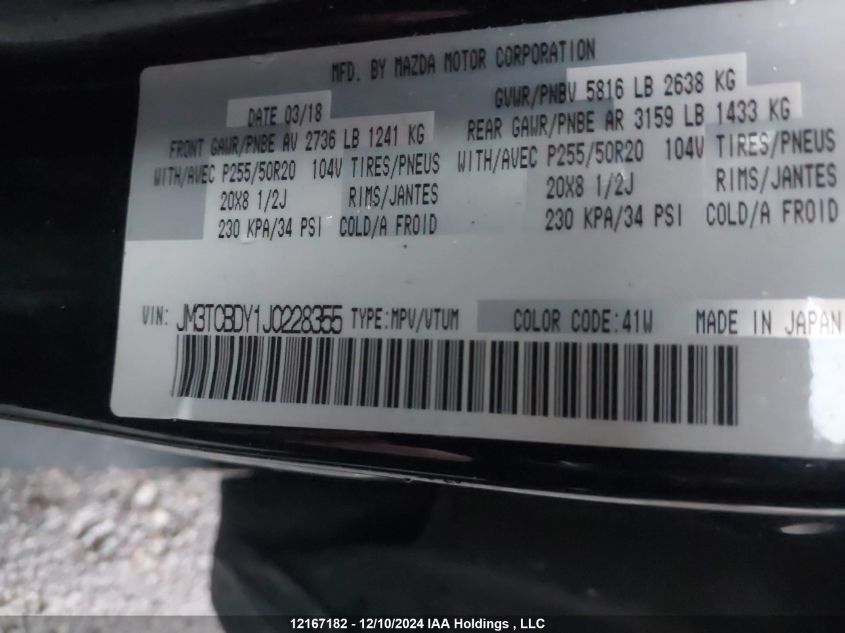 MFD. BY MAZDA MOTOR CORPORATION
DATE 03/18 GVWR/PNBV 5816 LB 2638 KG
FRONT GAWR/PNBE AV 2736 LB 1241 KG REAR GAWR/PNBE AR 3159 LB 1433 KG
WITH/AVEC P255/50R20 104V TIRES/PNEUS WITH/AVEC P255/50R20 104V TIRES/PNEUS
20X8 1/2J RIMS/JANTES 20X8 1/2J RIMS/JANTES
230 KPA/34 PSI COLD/A FROID 230 KPA/34 PSI COLD/A FROID
VIN: JM3TCBDY1J0228355 TYPE:MPV/VTUM COLOR CODE:41W MADE IN JAPAN
12167182 - 12/10/2024 IAA Holdings , LLC